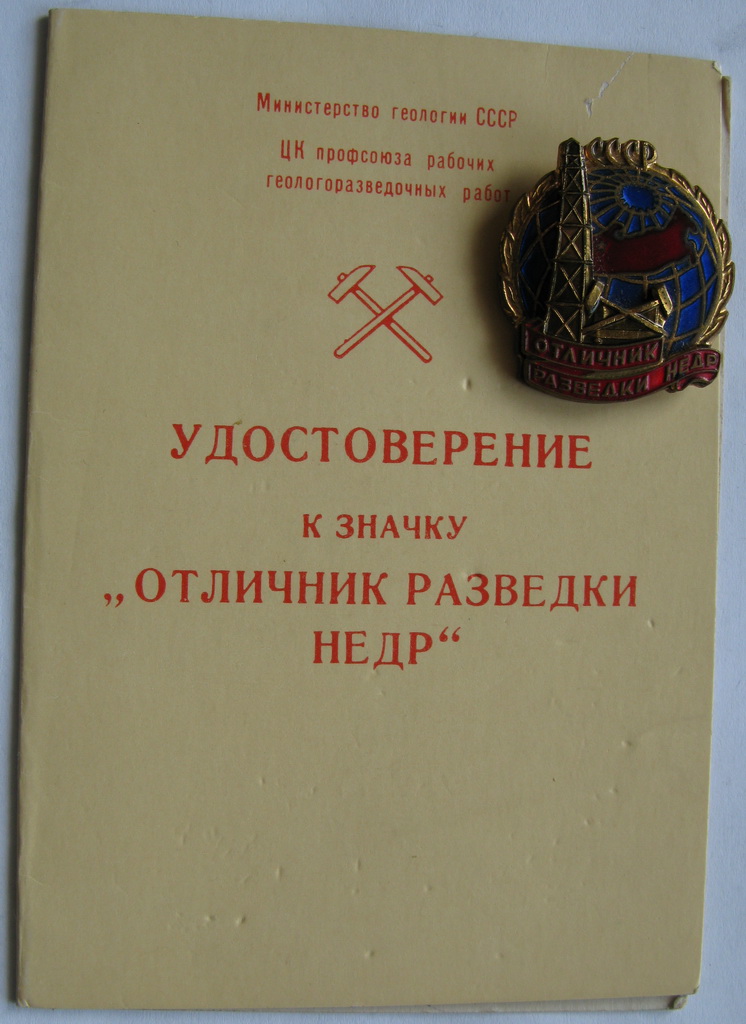 Министерство геологии СССР
ЦК профсоюза рабочих
геологоразведочных работ
УДОСТОВЕРЕНИЕ
К ЗНАЧКУ
„ОТЛИЧНИК РАЗВЕДКИ
НЕДР“
СССР
ОТЛИЧНИК
РАЗВЕДКИ НЕДР